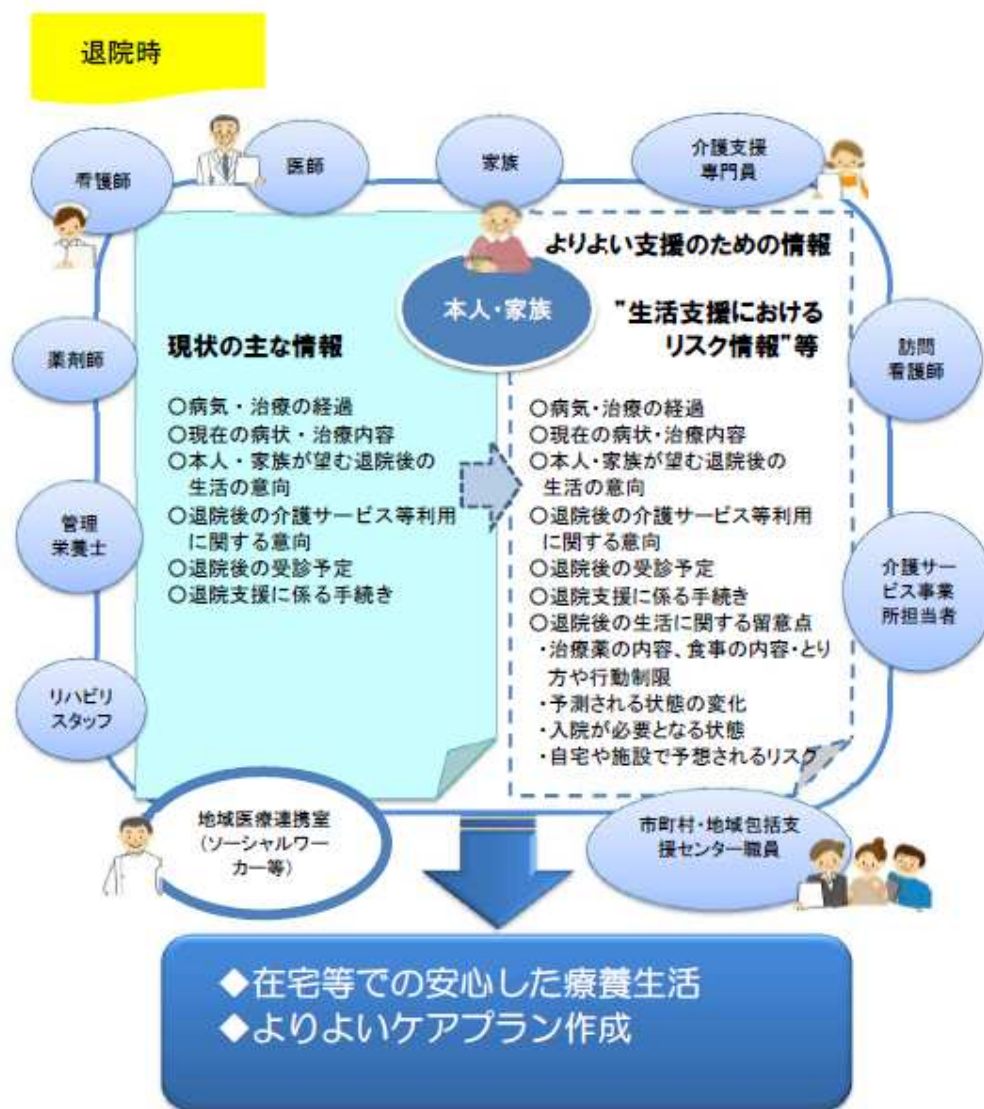 退院時
看護師
医師
家族
介護支援
専門員
薬剤師
管理
栄養士
リハビリ
スタッフ
本人・家族
現状の主な情報
○病気・治療の経過
○現在の病状・治療内容
○本人・家族が望む退院後の
生活の意向
○退院後の介護サービス等利用
に関する意向
○退院後の受診予定
○退院支援に係る手続き
よりよい支援のための情報
"生活支援における
リスク情報"等
○病気・治療の経過
○現在の病状・治療内容
○本人・家族が望む退院後の
生活の意向
○退院後の介護サービス等利用
に関する意向
○退院後の受診予定
○退院支援に係る手続き
○退院後の生活に関する留意点
・治療薬の内容、食事の内容・とり
方や行動制限
・予測される状態の変化
・入院が必要となる状態
・自宅や施設で予想されるリスク
訪問
看護師
介護サー
ビス事業
所担当者
地域医療連携室
(ソーシャルワー
カー等)
市町村・地域包括支
援センター職員
◆在宅等での安心した療養生活
◆よりよいケアプラン作成